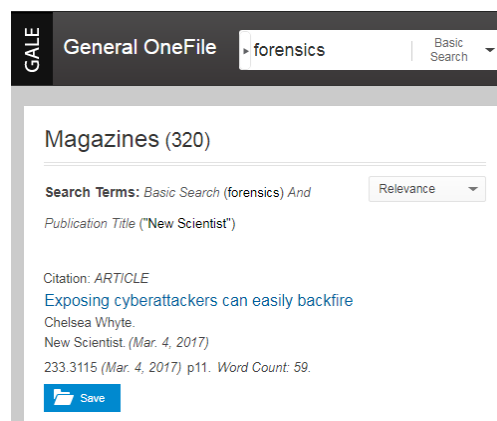 GALE
General OneFile
forensics
Basic
Search
Magazines (320)
Search Terms: Basic Search (forensics) And
Relevance
Publication Title ("New Scientist")
Citation: ARTICLE
Exposing cyberattackers can easily backfire
Chelsea Whyte.
New Scientist. (Mar. 4, 2017)
233.3115 (Mar. 4, 2017) p11. Word Count: 59.
Save